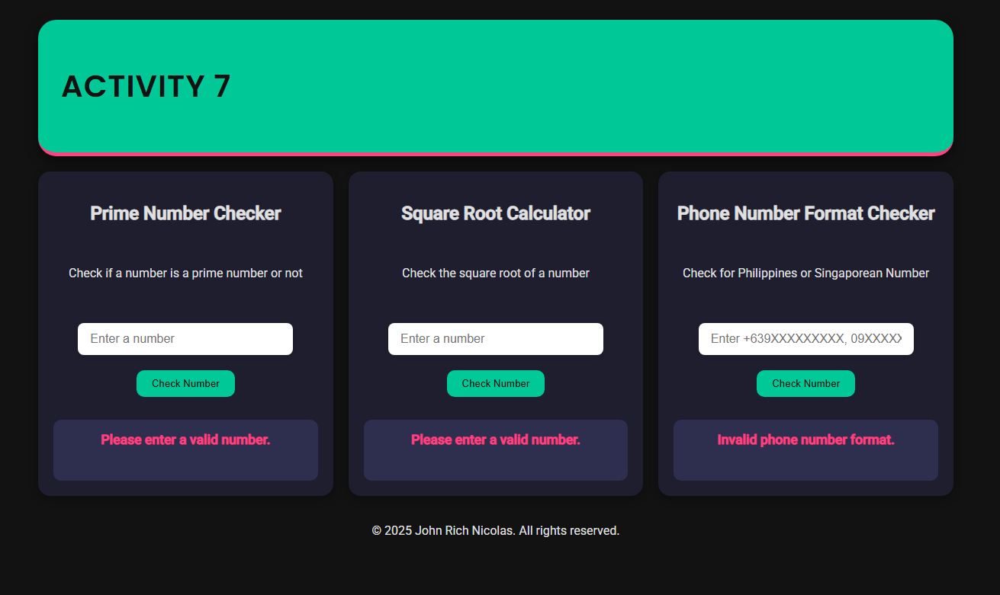 ACTIVITY 7
Prime Number Checker
Check if a number is a prime number or not
Enter a number
Check Number
Please enter a valid number.
Square Root Calculator
Check the square root of a number
Enter a number
Check Number
Please enter a valid number.
Phone Number Format Checker
Check for Philippines or Singaporean Number
Enter +639XXXXXXXXX, 09XXXXX
Check Number
Invalid phone number format.
© 2025 John Rich Nicolas. All rights reserved.